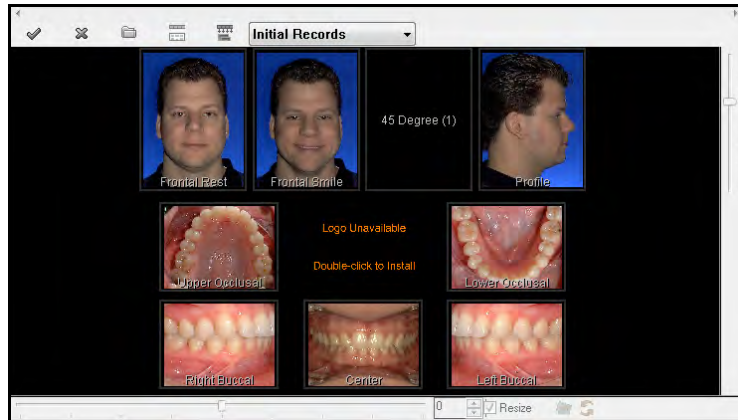 Initial Records
Frontal Rest
Frontal Smile
45 Degree (1)
Profile
Upper Occlusal
Logo Unavailable
Double-click to Install
Lower Occlusal
Right Buccal
Center
Left Buccal
0
Resize